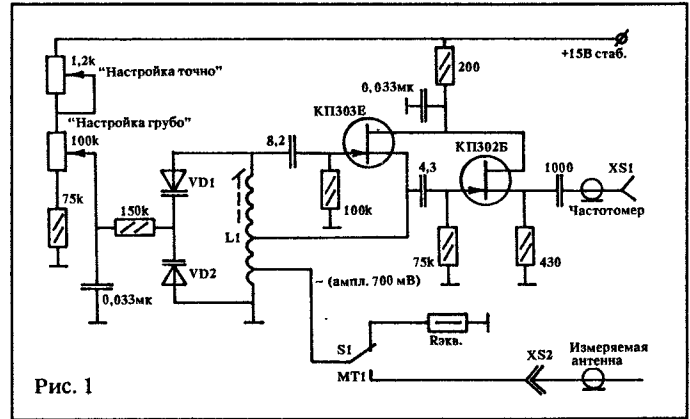 1,2k
"Настройка точно"
"Настройка грубо"
100k
75k
150k
0,033мк
VD1
VD2
L1
8,2
КП303Е
100k
0,033мк
200
+15В стаб.
КП302Б
4,3
75k
430
1000
XS1
Частотомер
~ (ампл. 700 мВ)
Rэкв.
S1
МТ1
XS2
Измеряемая
антенна
Рис. 1